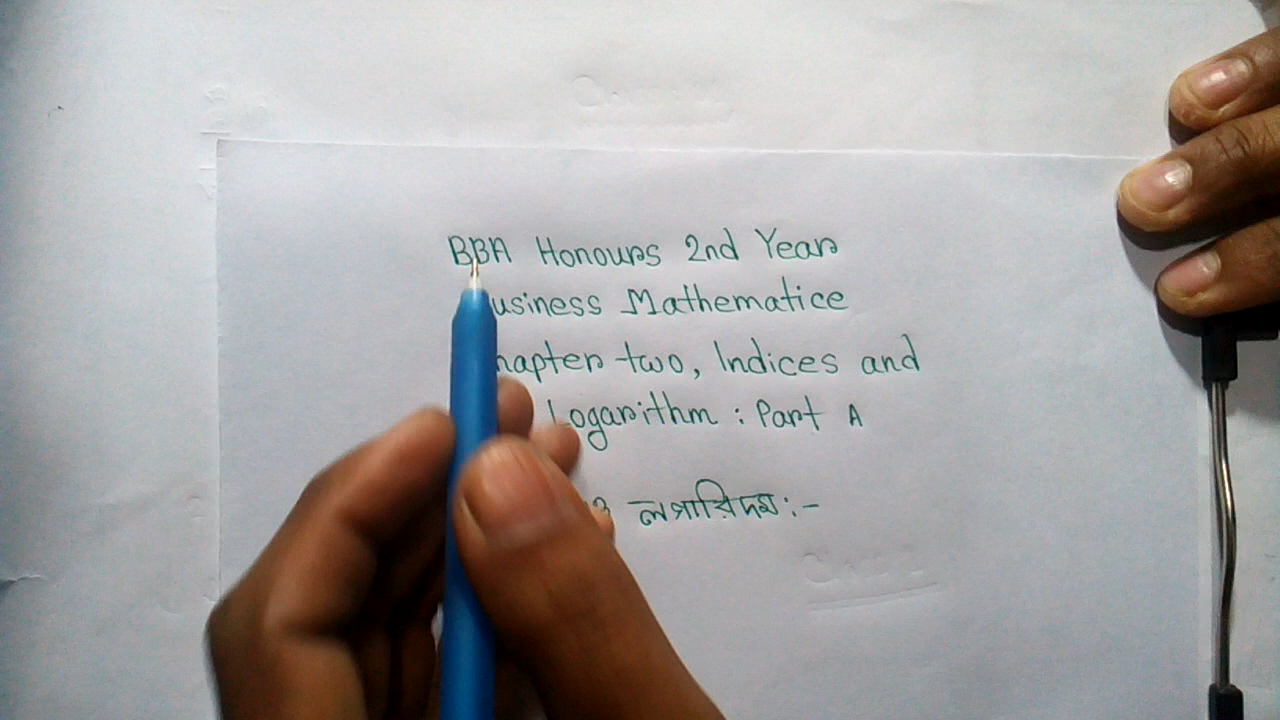 BBA Honours 2nd Year
usiness Mathematice
hapter two, Indices and
Logarithm : Part A
ও লগারিদম :-